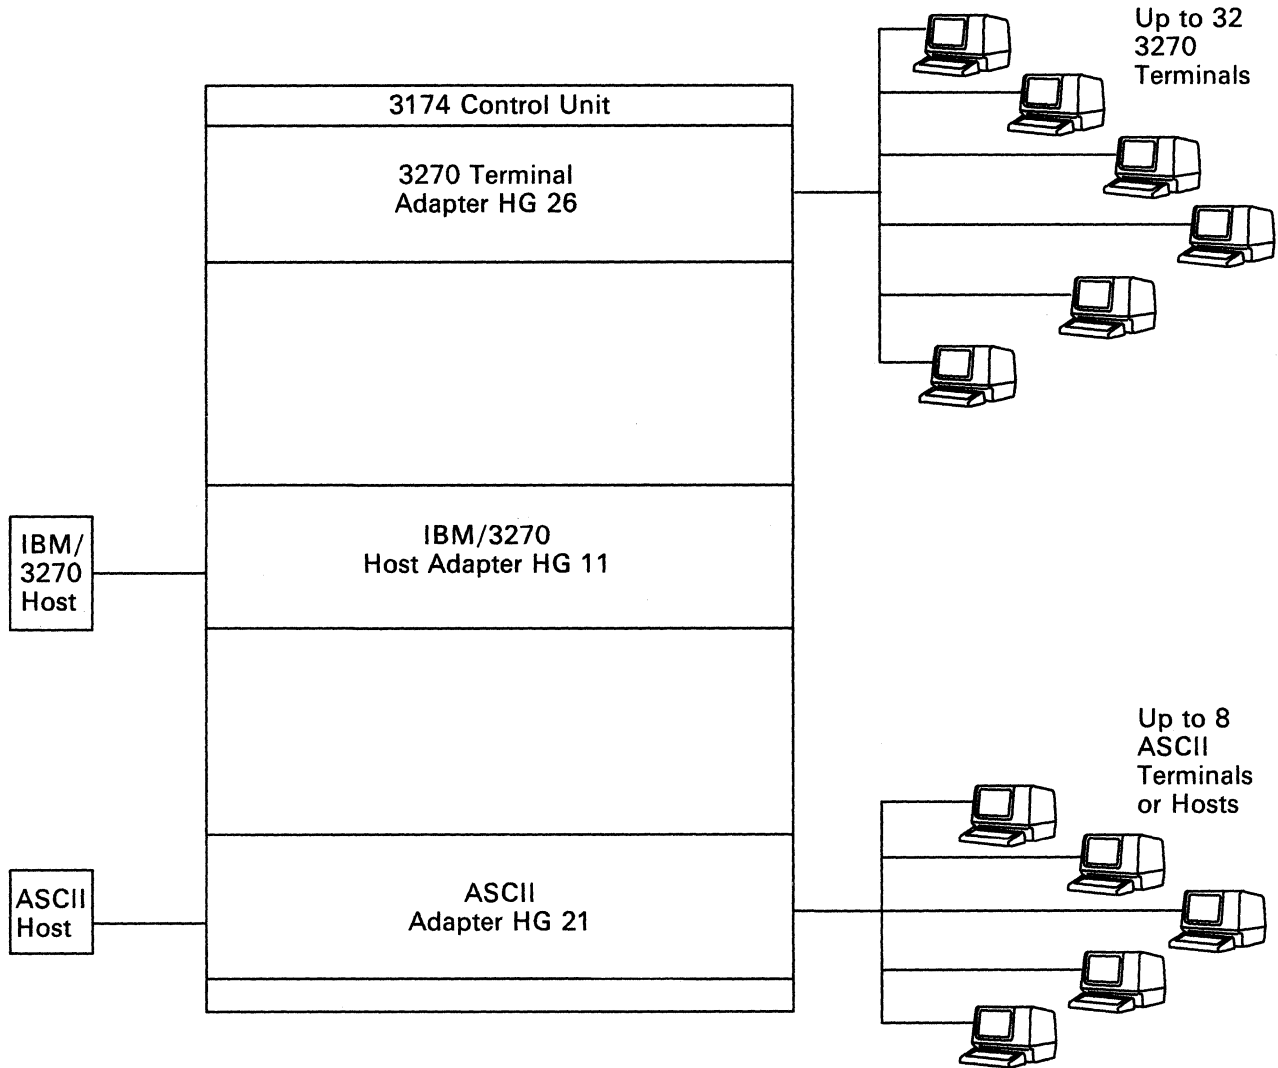 Up to 32
3270
Terminals
3174 Control Unit
3270 Terminal
Adapter HG 26
IBM/3270
Host Adapter HG 11
IBM/
3270
Host
Up to 8
ASCII
Terminals
or Hosts
ASCII
Adapter HG 21
ASCII
Host